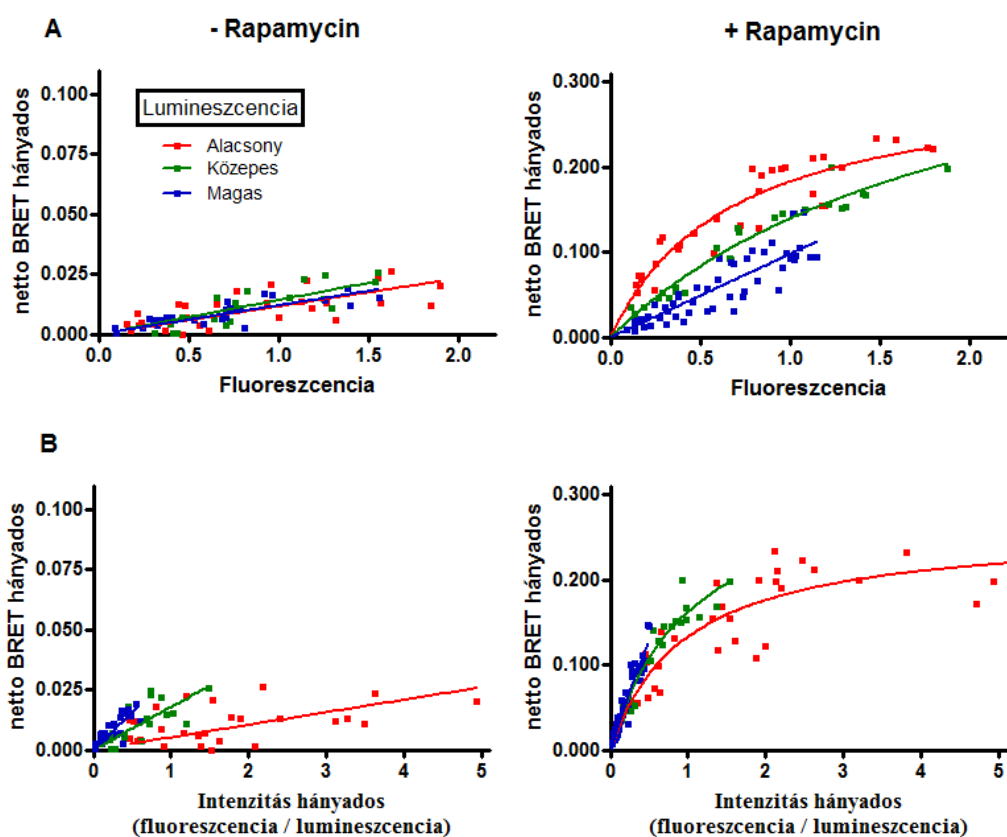 A
- Rapamycin
+ Rapamycin
netto BRET hányados
0.100
0.075
0.050
0.025
0.000
Lumineszcencia
Alacsony
Közepes
Magas
0.0 0.5 1.0 1.5 2.0
Fluoreszcencia
netto BRET hányados
0.300
0.200
0.100
0.000
0.0 0.5 1.0 1.5 2.0
Fluoreszcencia
B
netto BRET hányados
0.100
0.075
0.050
0.025
0.000
0 1 2 3 4 5
Intenzitás hányados
(fluoreszcencia / lumineszcencia)
netto BRET hányados
0.300
0.200
0.100
0.000
0 1 2 3 4 5
Intenzitás hányados
(fluoreszcencia / lumineszcencia)